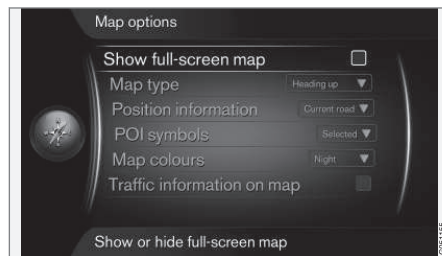 Map options
Show full-screen map
Map type Heading up
Position information Current road
POI symbols Selected
Map colours Night
Traffic information on map
Show or hide full-screen map